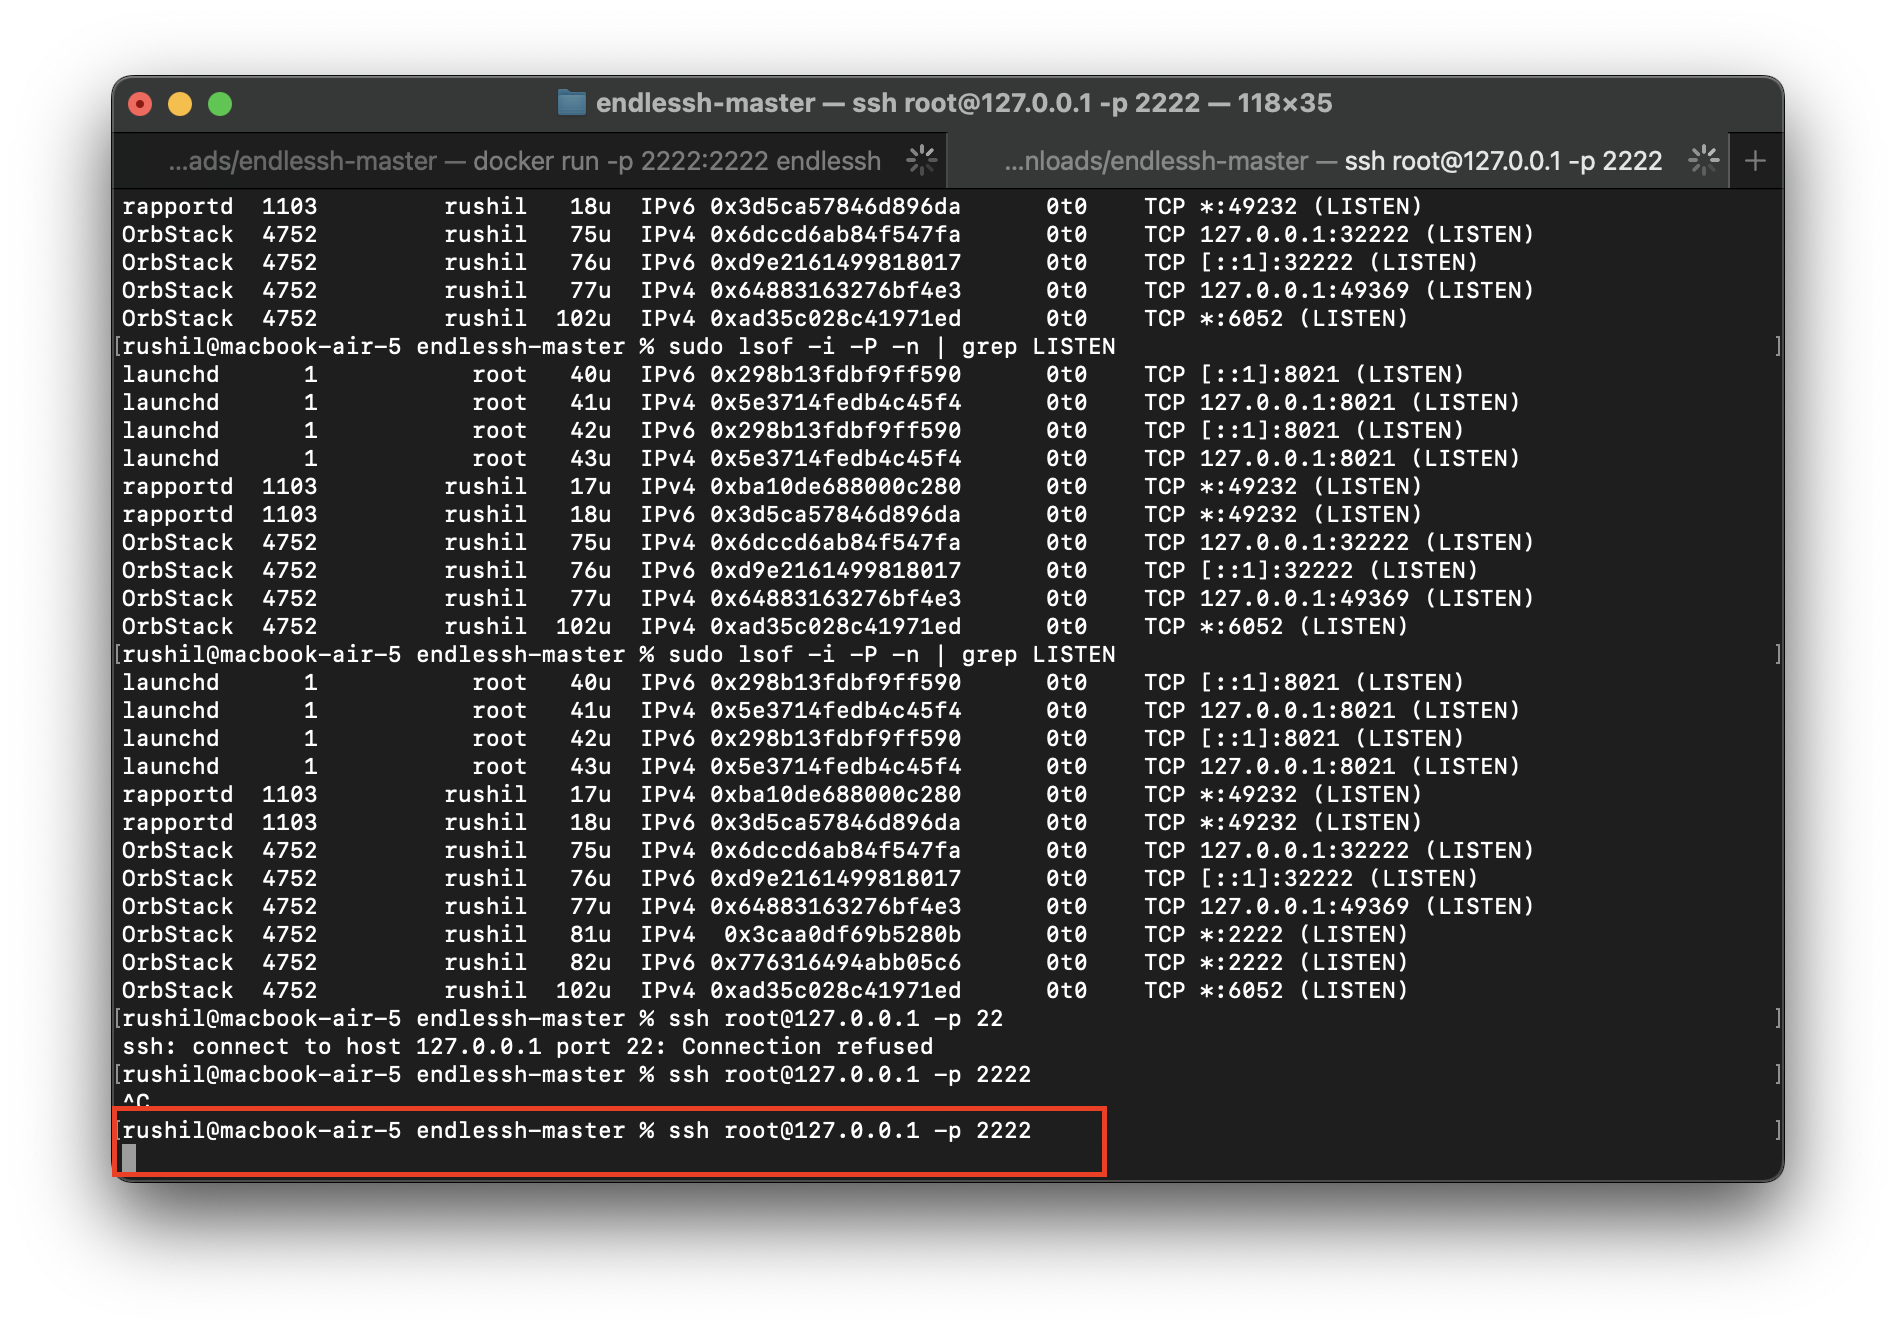 endlessh-master — ssh root@127.0.0.1 -p 2222 — 118×35
...ads/endlessh-master — docker run -p 2222:2222 endlessh
...nloads/endlessh-master — ssh root@127.0.0.1 -p 2222
+
rapportd  1103         rushil   18u  IPv6 0x3d5ca57846d896da      0t0    TCP *:49232 (LISTEN)
OrbStack  4752         rushil   75u  IPv4 0x6dccd6ab84f547fa      0t0    TCP 127.0.0.1:32222 (LISTEN)
OrbStack  4752         rushil   76u  IPv6 0xd9e2161499818017      0t0    TCP [::1]:32222 (LISTEN)
OrbStack  4752         rushil   77u  IPv4 0x64883163276bf4e3      0t0    TCP 127.0.0.1:49369 (LISTEN)
OrbStack  4752         rushil  102u  IPv4 0xad35c028c41971ed      0t0    TCP *:6052 (LISTEN)
[rushil@macbook-air-5 endlessh-master % sudo lsof -i -P -n | grep LISTEN ]
launchd      1           root   40u  IPv6 0x298b13fdbf9ff590      0t0    TCP [::1]:8021 (LISTEN)
launchd      1           root   41u  IPv4 0x5e3714fedb4c45f4      0t0    TCP 127.0.0.1:8021 (LISTEN)
launchd      1           root   42u  IPv6 0x298b13fdbf9ff590      0t0    TCP [::1]:8021 (LISTEN)
launchd      1           root   43u  IPv4 0x5e3714fedb4c45f4      0t0    TCP 127.0.0.1:8021 (LISTEN)
rapportd  1103         rushil   17u  IPv4 0xba10de688000c280      0t0    TCP *:49232 (LISTEN)
rapportd  1103         rushil   18u  IPv6 0x3d5ca57846d896da      0t0    TCP *:49232 (LISTEN)
OrbStack  4752         rushil   75u  IPv4 0x6dccd6ab84f547fa      0t0    TCP 127.0.0.1:32222 (LISTEN)
OrbStack  4752         rushil   76u  IPv6 0xd9e2161499818017      0t0    TCP [::1]:32222 (LISTEN)
OrbStack  4752         rushil   77u  IPv4 0x64883163276bf4e3      0t0    TCP 127.0.0.1:49369 (LISTEN)
OrbStack  4752         rushil  102u  IPv4 0xad35c028c41971ed      0t0    TCP *:6052 (LISTEN)
[rushil@macbook-air-5 endlessh-master % sudo lsof -i -P -n | grep LISTEN ]
launchd      1           root   40u  IPv6 0x298b13fdbf9ff590      0t0    TCP [::1]:8021 (LISTEN)
launchd      1           root   41u  IPv4 0x5e3714fedb4c45f4      0t0    TCP 127.0.0.1:8021 (LISTEN)
launchd      1           root   42u  IPv6 0x298b13fdbf9ff590      0t0    TCP [::1]:8021 (LISTEN)
launchd      1           root   43u  IPv4 0x5e3714fedb4c45f4      0t0    TCP 127.0.0.1:8021 (LISTEN)
rapportd  1103         rushil   17u  IPv4 0xba10de688000c280      0t0    TCP *:49232 (LISTEN)
rapportd  1103         rushil   18u  IPv6 0x3d5ca57846d896da      0t0    TCP *:49232 (LISTEN)
OrbStack  4752         rushil   75u  IPv4 0x6dccd6ab84f547fa      0t0    TCP 127.0.0.1:32222 (LISTEN)
OrbStack  4752         rushil   76u  IPv6 0xd9e2161499818017      0t0    TCP [::1]:32222 (LISTEN)
OrbStack  4752         rushil   77u  IPv4 0x64883163276bf4e3      0t0    TCP 127.0.0.1:49369 (LISTEN)
OrbStack  4752         rushil   81u  IPv4  0x3caa0df69b5280b      0t0    TCP *:2222 (LISTEN)
OrbStack  4752         rushil   82u  IPv6 0x776316494abb05c6      0t0    TCP *:2222 (LISTEN)
OrbStack  4752         rushil  102u  IPv4 0xad35c028c41971ed      0t0    TCP *:6052 (LISTEN)
[rushil@macbook-air-5 endlessh-master % ssh root@127.0.0.1 -p 22 ]
ssh: connect to host 127.0.0.1 port 22: Connection refused
[rushil@macbook-air-5 endlessh-master % ssh root@127.0.0.1 -p 2222 ]
^C
[rushil@macbook-air-5 endlessh-master % ssh root@127.0.0.1 -p 2222 ]